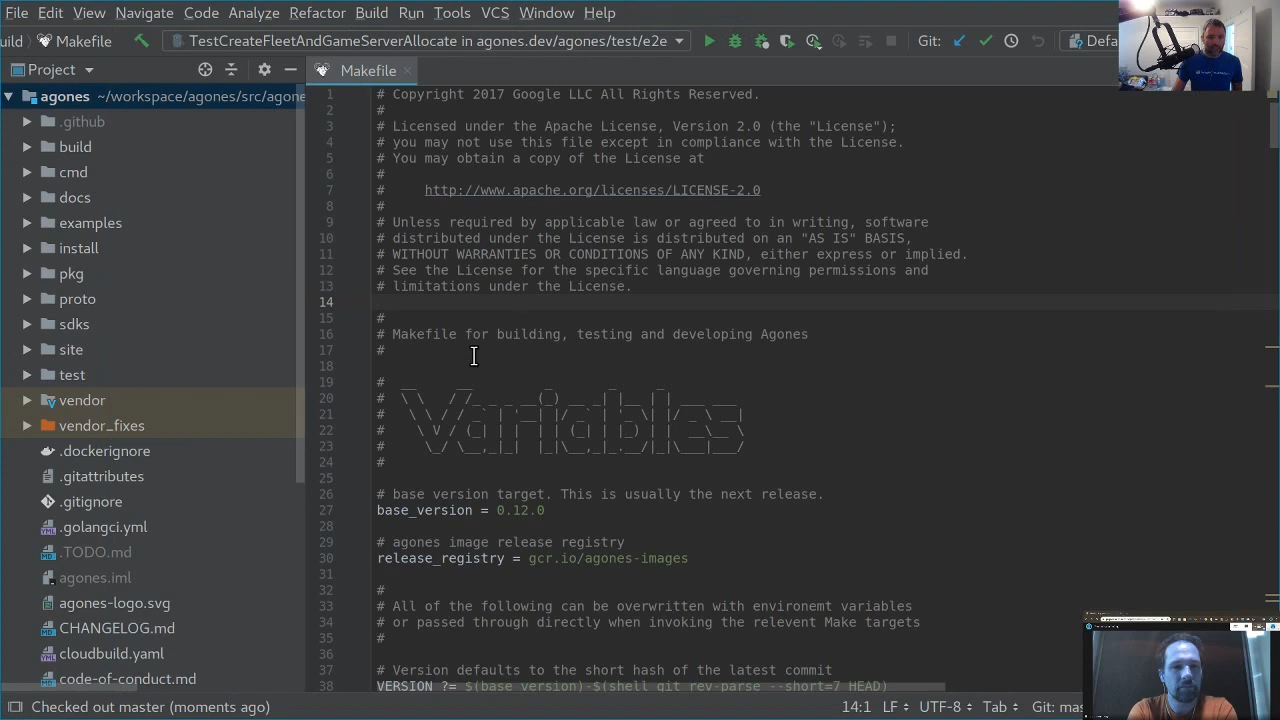 File Edit View Navigate Code Analyze Refactor Build Run Tools VCS Window Help
uild Makefile TestCreateFleetAndGameServerAllocate in agones.dev/agones/test/e2e Git: Defa
Project
Makefile
agones ~/workspace/agones/src/agone
.github
build
cmd
docs
examples
install
pkg
proto
sdks
site
test
vendor
vendor_fixes
.dockerignore
.gitattributes
.gitignore
.golangci.yml
.TODO.md
agones.iml
agones-logo.svg
CHANGELOG.md
cloudbuild.yaml
code-of-conduct.md
1 # Copyright 2017 Google LLC All Rights Reserved.
2 #
3 # Licensed under the Apache License, Version 2.0 (the "License");
4 # you may not use this file except in compliance with the License.
5 # You may obtain a copy of the License at
6 #
7 # http://www.apache.org/licenses/LICENSE-2.0
8 #
9 # Unless required by applicable law or agreed to in writing, software
10 # distributed under the License is distributed on an "AS IS" BASIS,
11 # WITHOUT WARRANTIES OR CONDITIONS OF ANY KIND, either express or implied.
12 # See the License for the specific language governing permissions and
13 # limitations under the License.
14
15 #
16 # Makefile for building, testing and developing Agones
17 #
18
19 #
20 #
21 # Variables
22 #
23 #
24 #
25
26 # base version target. This is usually the next release.
27 base_version = 0.12.0
28
29 # agones image release registry
30 release_registry = gcr.io/agones-images
31
32 #
33 # All of the following can be overwritten with environemt variables
34 # or passed through directly when invoking the relevent Make targets
35 #
36
37 # Version defaults to the short hash of the latest commit
38 VERSION ?= $(base_version)-$(shell git rev-parse --short=7 HEAD)
Checked out master (moments ago) 14:1 LF UTF-8 Tab Git: mas